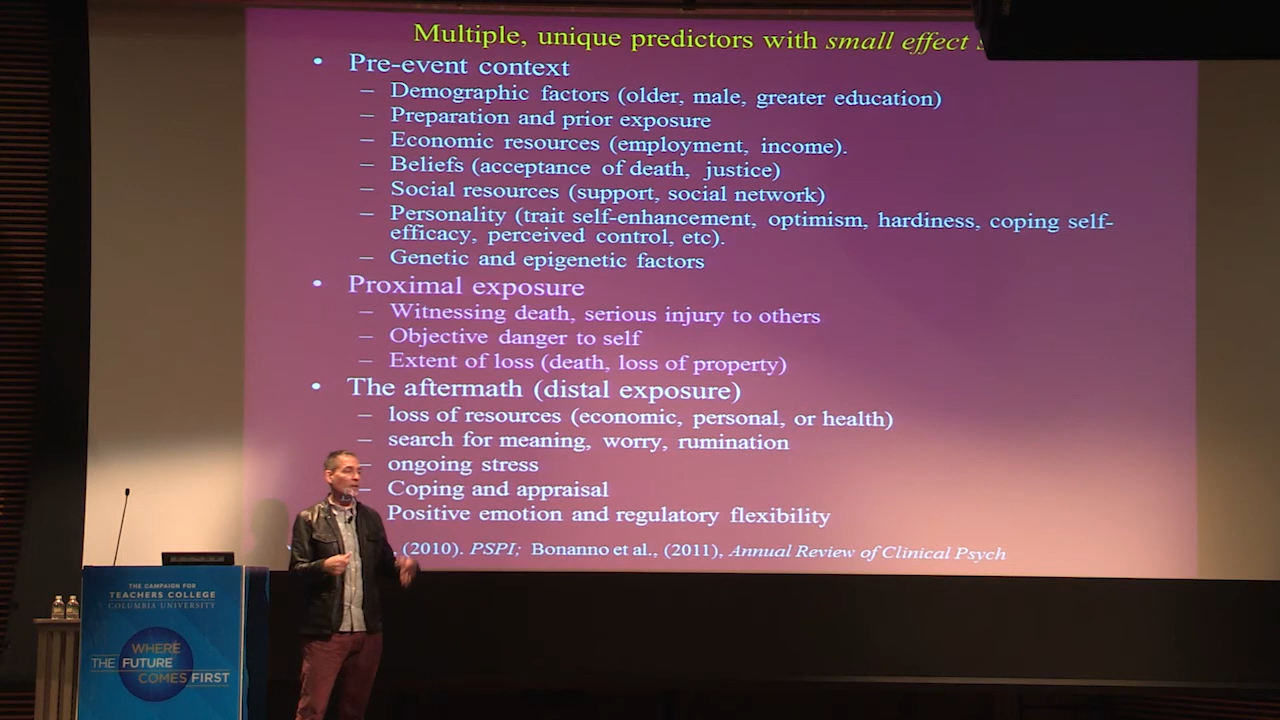 Multiple, unique predictors with small effect
• Pre-event context
– Demographic factors (older, male, greater education)
– Preparation and prior exposure
– Economic resources (employment, income).
– Beliefs (acceptance of death, justice)
– Social resources (support, social network)
– Personality (trait self-enhancement, optimism, hardiness, coping self-
efficacy, perceived control, etc).
– Genetic and epigenetic factors
• Proximal exposure
– Witnessing death, serious injury to others
– Objective danger to self
– Extent of loss (death, loss of property)
• The aftermath (distal exposure)
– loss of resources (economic, personal, or health)
– search for meaning, worry, rumination
– ongoing stress
– Coping and appraisal
Positive emotion and regulatory flexibility
, (2010). PSPI; Bonanno et al., (2011), Annual Review of Clinical Psych
THE CAMPAIGN FOR
TEACHERS COLLEGE
COLUMBIA UNIVERSITY
WHERE
THE FUTURE
COMES FIRST